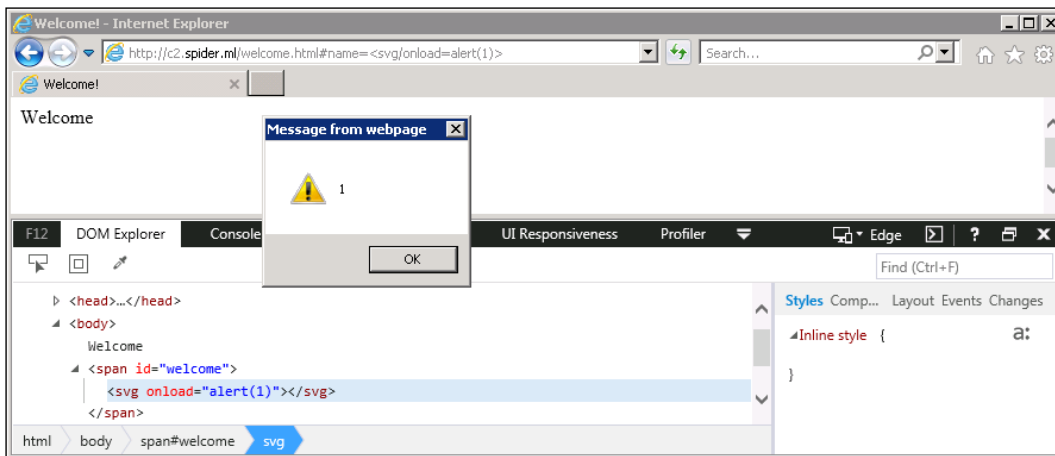 Welcome! - Internet Explorer
http://c2.spider.ml/welcome.html#name=<svg/onload=alert(1)>
Search...
Welcome!
Welcome
Message from webpage
1
OK
F12 DOM Explorer Console UI Responsiveness Profiler Edge ?
Find (Ctrl+F)
<head>…</head>
<body>
Welcome
<span id="welcome">
<svg onload="alert(1)"></svg>
</span>
Styles Comp... Layout Events Changes
Inline style {
a:
}
html body span#welcome svg